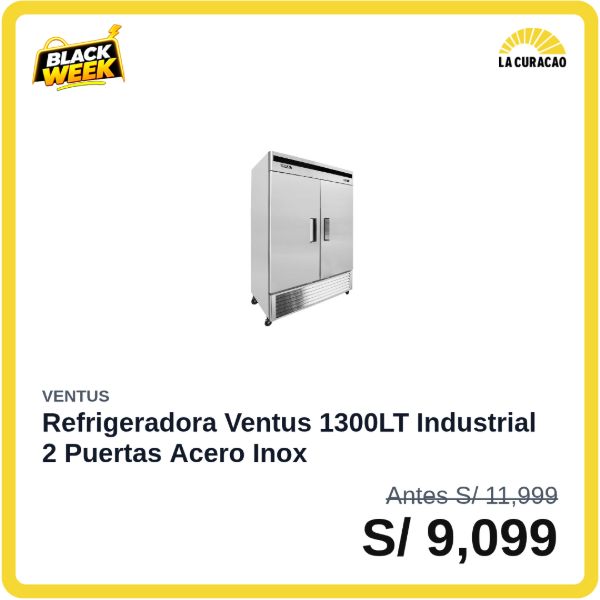 BLACK
WEEK
LA CURACAO
VENTUS
Refrigeradora Ventus 1300LT Industrial
2 Puertas Acero Inox
Antes S/ 11,999
S/ 9,099